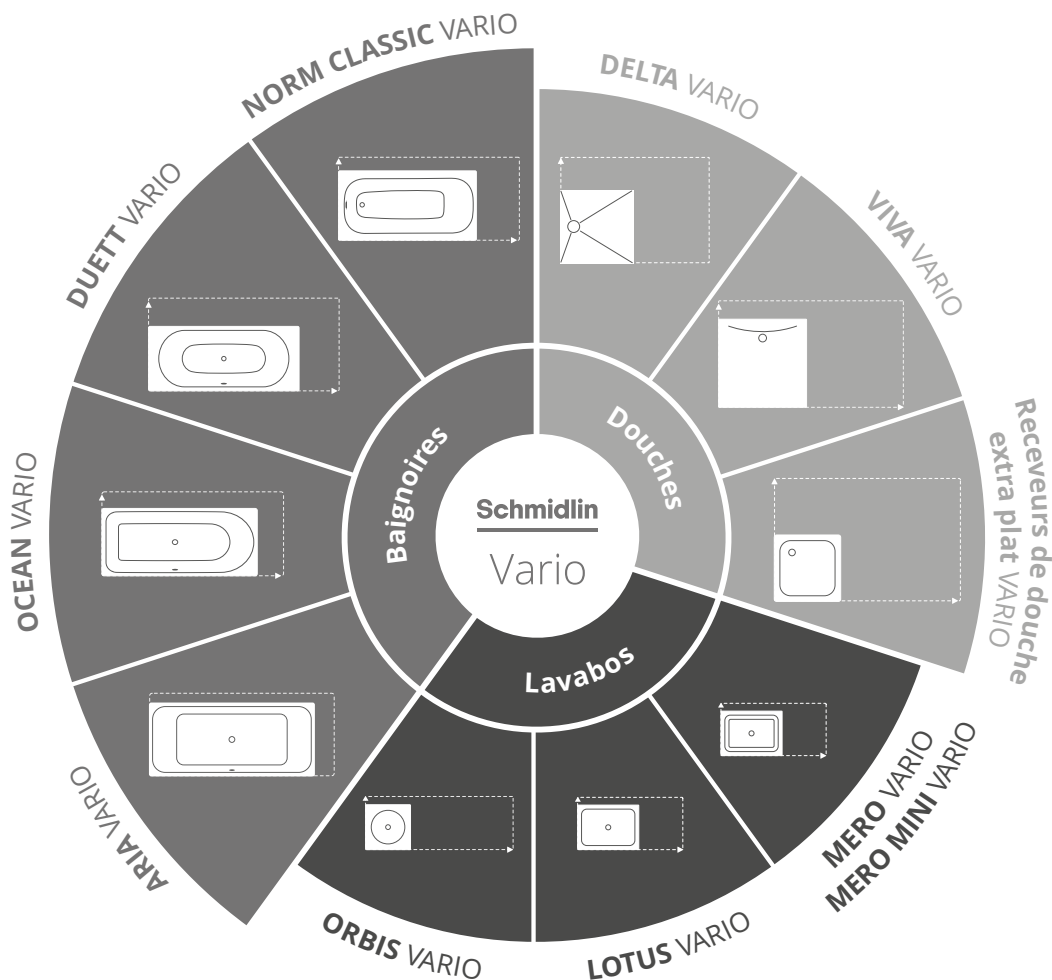 NORM CLASSIC VARIO
DELTA VARIO
DUETT VARIO
VIVA VARIO
Baignoires
Douches
Receveurs de douche
extra plat VARIO
OCEAN VARIO
Schmidlin
Vario
Lavabos
ARIA VARIO
MERO VARIO
MERO MINI VARIO
ORBIS VARIO
LOTUS VARIO